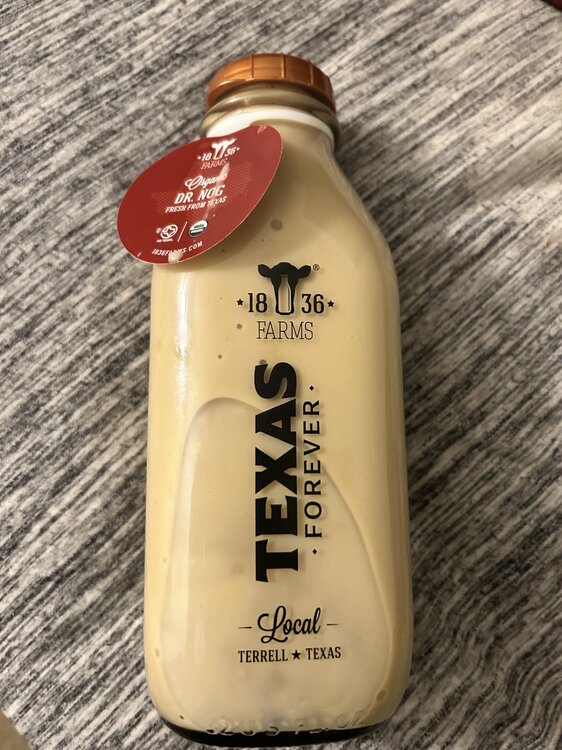 18 36
FARMS
Organic
DR. NOG
FRESH FROM TEXAS
1836FARMS.COM
18 36 ®
FARMS
TEXAS
· FOREVER ·
– Local –
TERRELL ★ TEXAS